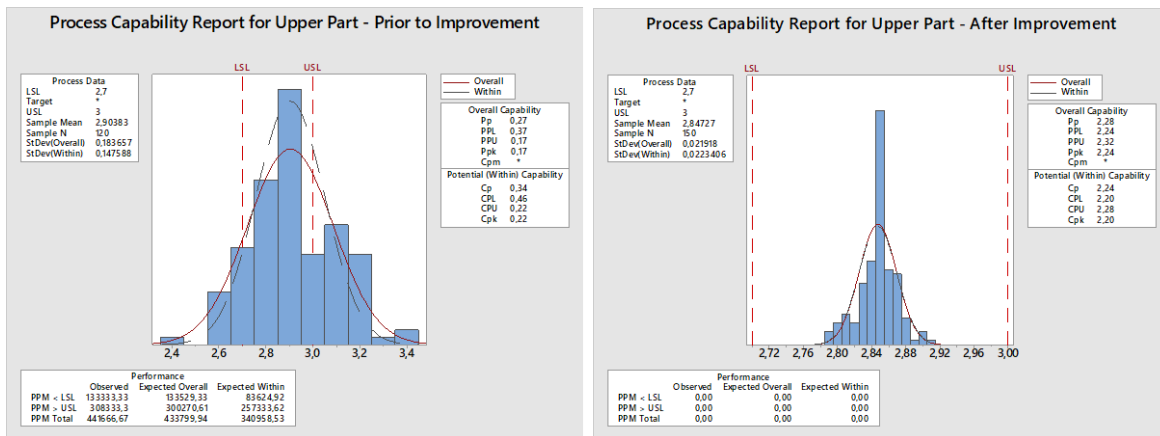 Process Capability Report for Upper Part - Prior to Improvement
LSL USL
Process Data
LSL 2,7
Target *
USL 3
Sample Mean 2,90383
Sample N 120
StDev(Overall) 0,183657
StDev(Within) 0,147588
Overall
Within
Overall Capability
Pp 0,27
PPL 0,37
PPU 0,17
Ppk 0,17
Cpm *
Potential (Within) Capability
Cp 0,34
CPL 0,46
CPU 0,22
Cpk 0,22
2,4 2,6 2,8 3,0 3,2 3,4
Performance
Observed Expected Overall Expected Within
PPM < LSL 133333,33 133529,33 83624,92
PPM > USL 308333,3 300270,61 257333,62
PPM Total 441666,67 433799,94 340958,53
Process Capability Report for Upper Part - After Improvement
LSL USL
Process Data
LSL 2,7
Target *
USL 3
Sample Mean 2,84727
Sample N 150
StDev(Overall) 0,021918
StDev(Within) 0,0223406
Overall
Within
Overall Capability
Pp 2,28
PPL 2,24
PPU 2,32
Ppk 2,24
Cpm *
Potential (Within) Capability
Cp 2,24
CPL 2,20
CPU 2,28
Cpk 2,20
2,72 2,76 2,80 2,84 2,88 2,92 2,96 3,00
Performance
Observed Expected Overall Expected Within
PPM < LSL 0,00 0,00 0,00
PPM > USL 0,00 0,00 0,00
PPM Total 0,00 0,00 0,00